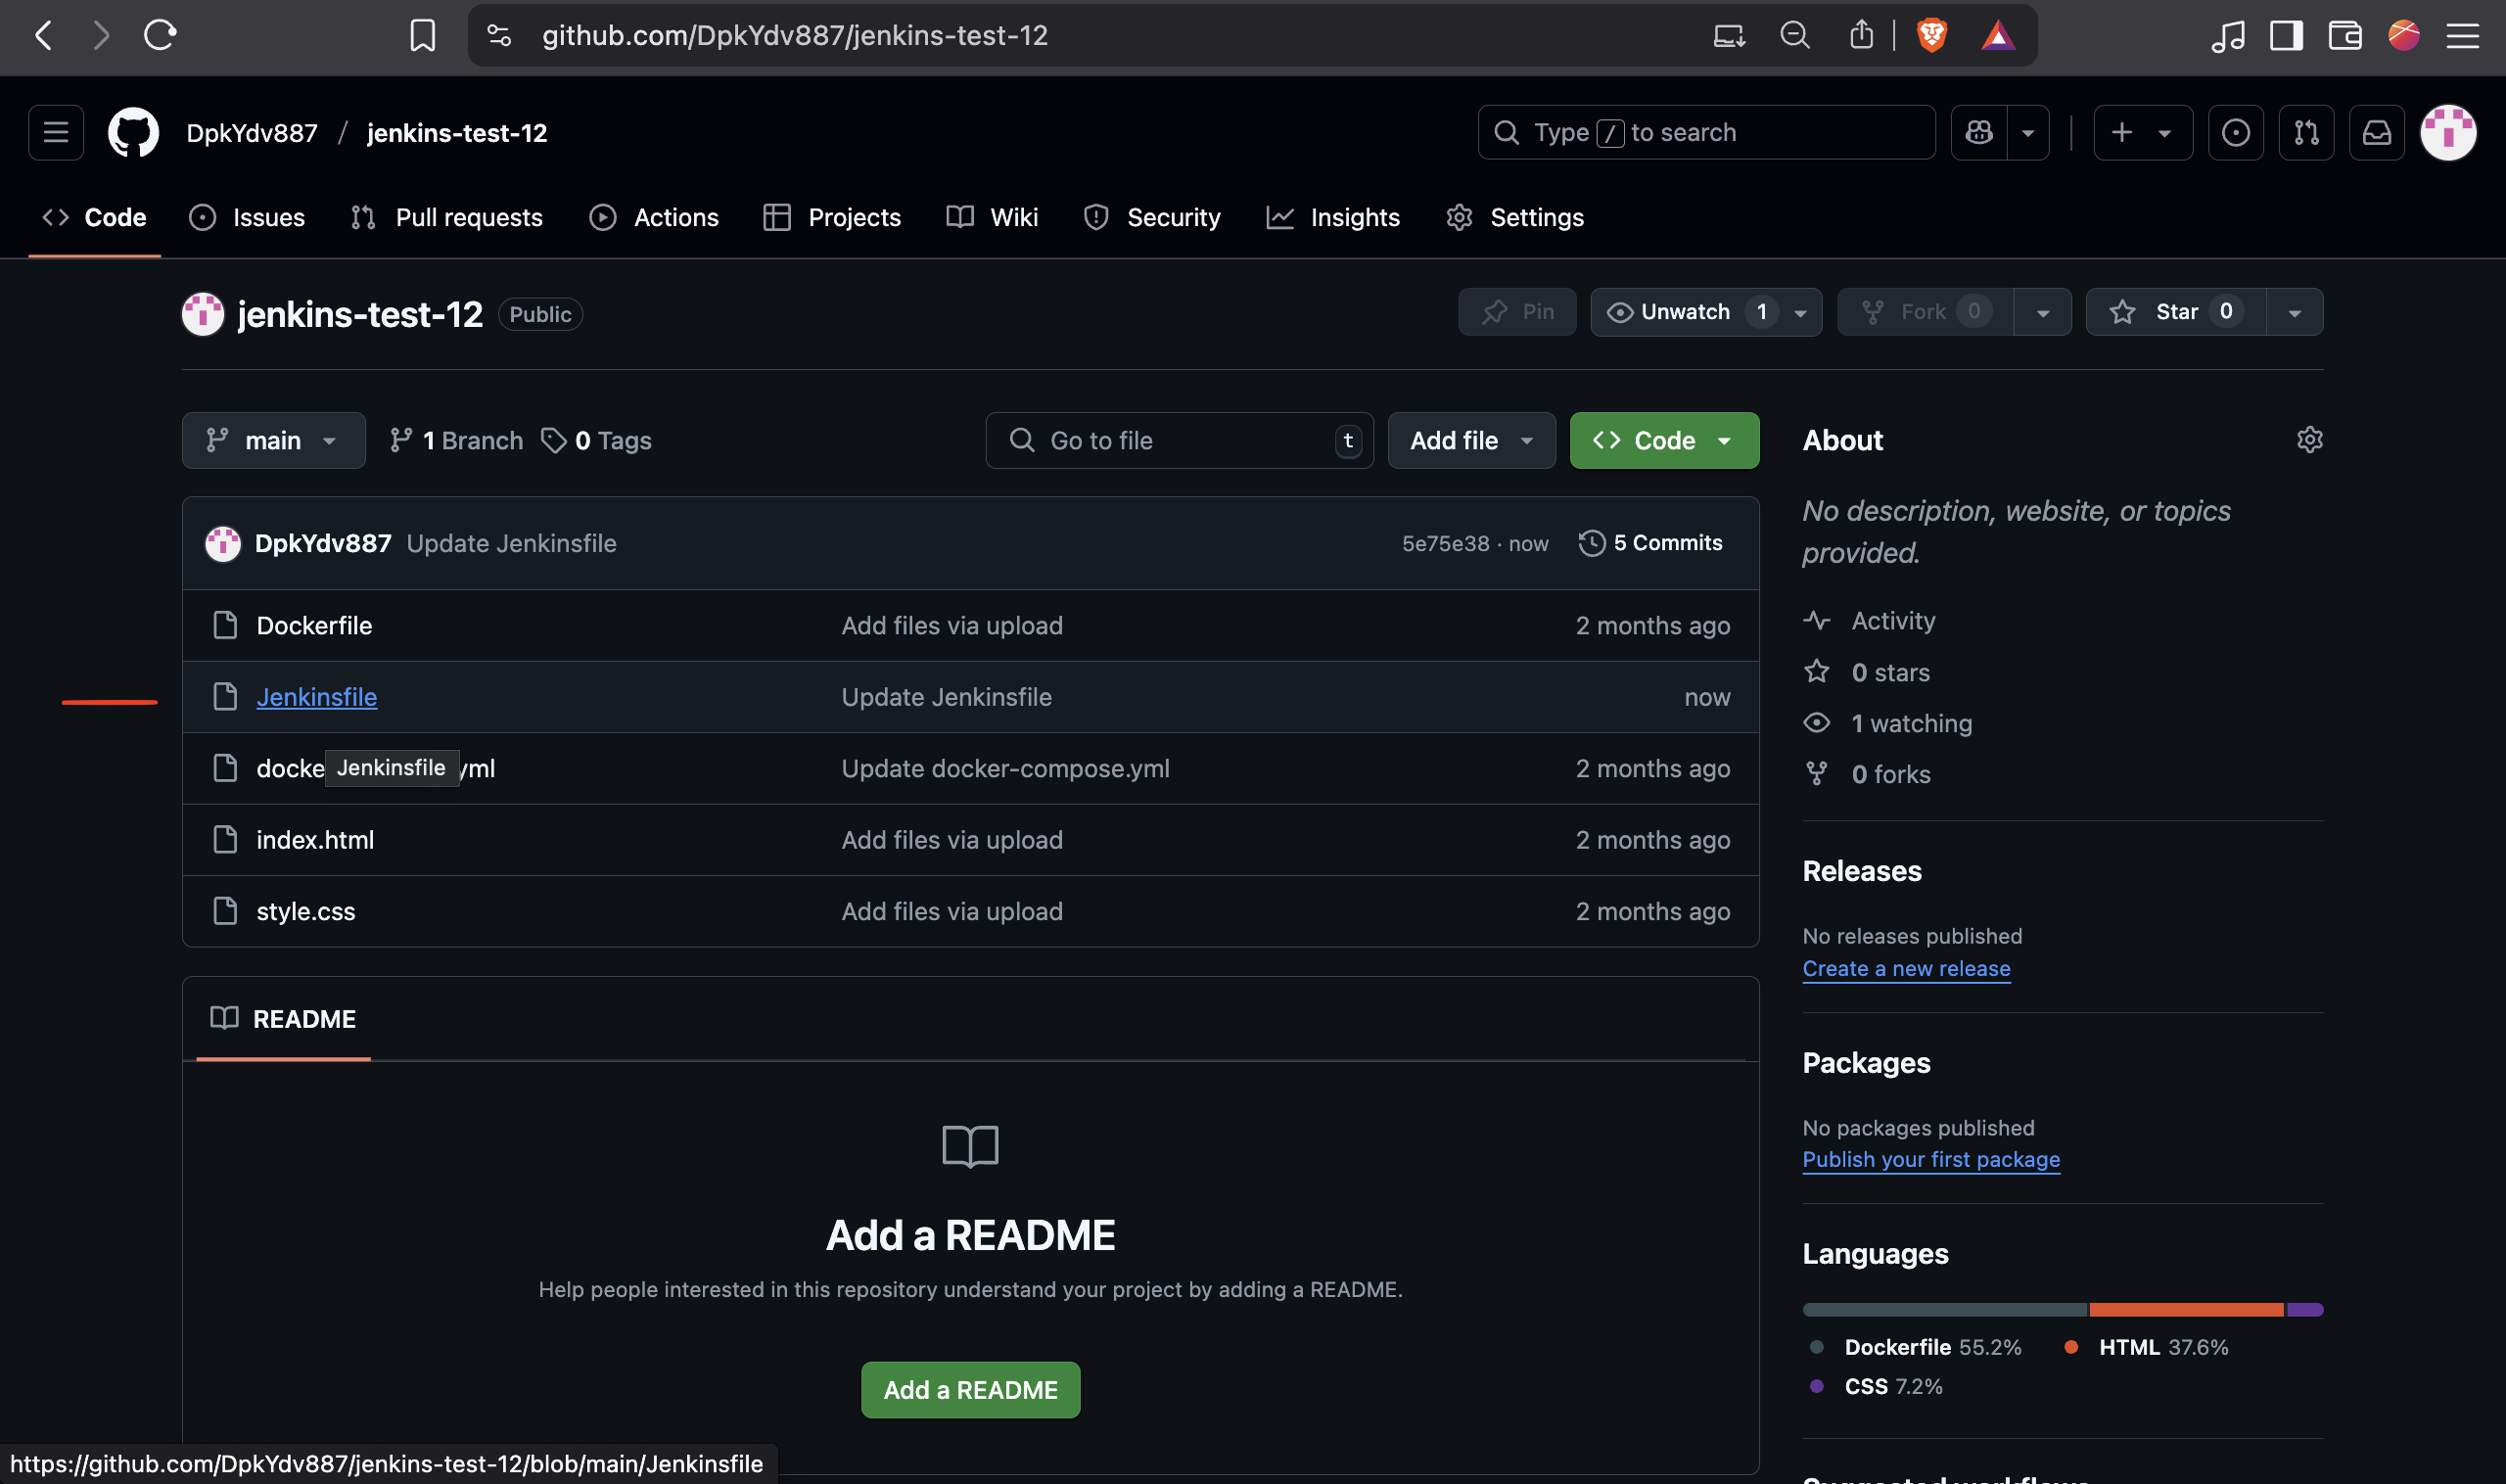 github.com/DpkYdv887/jenkins-test-12
DpkYdv887 / jenkins-test-12
Type / to search
Code
Issues
Pull requests
Actions
Projects
Wiki
Security
Insights
Settings
jenkins-test-12 Public
Pin
Unwatch 1
Fork 0
Star 0
main
1 Branch
0 Tags
Go to file t
Add file
Code
DpkYdv887 Update Jenkinsfile 5e75e38 · now 5 Commits
Dockerfile Add files via upload 2 months ago
Jenkinsfile Update Jenkinsfile now
docke Jenkinsfile yml Update docker-compose.yml 2 months ago
index.html Add files via upload 2 months ago
style.css Add files via upload 2 months ago
README
Add a README
Help people interested in this repository understand your project by adding a README.
Add a README
About
No description, website, or topics
provided.
Activity
0 stars
1 watching
0 forks
Releases
No releases published
Create a new release
Packages
No packages published
Publish your first package
Languages
Dockerfile 55.2% HTML 37.6%
CSS 7.2%
Suggested workflows
https://github.com/DpkYdv887/jenkins-test-12/blob/main/Jenkinsfile